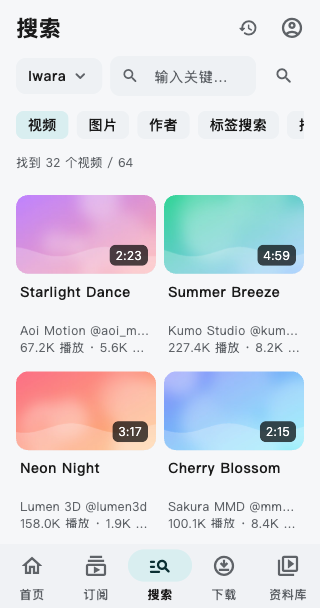 搜索
Iwara
输入关键...
视频
图片
作者
标签搜索
找到 32 个视频 / 64
2:23
4:59
Starlight Dance
Summer Breeze
Aoi Motion @aoi_m...
Kumo Studio @kum...
67.2K 播放 · 5.6K ...
227.4K 播放 · 8.2K ...
3:17
2:15
Neon Night
Cherry Blossom
Lumen 3D @lumen3d
Sakura MMD @mm...
158.0K 播放 · 1.9K ...
100.1K 播放 · 8.4K ...
首页
订阅
搜索
下载
资料库